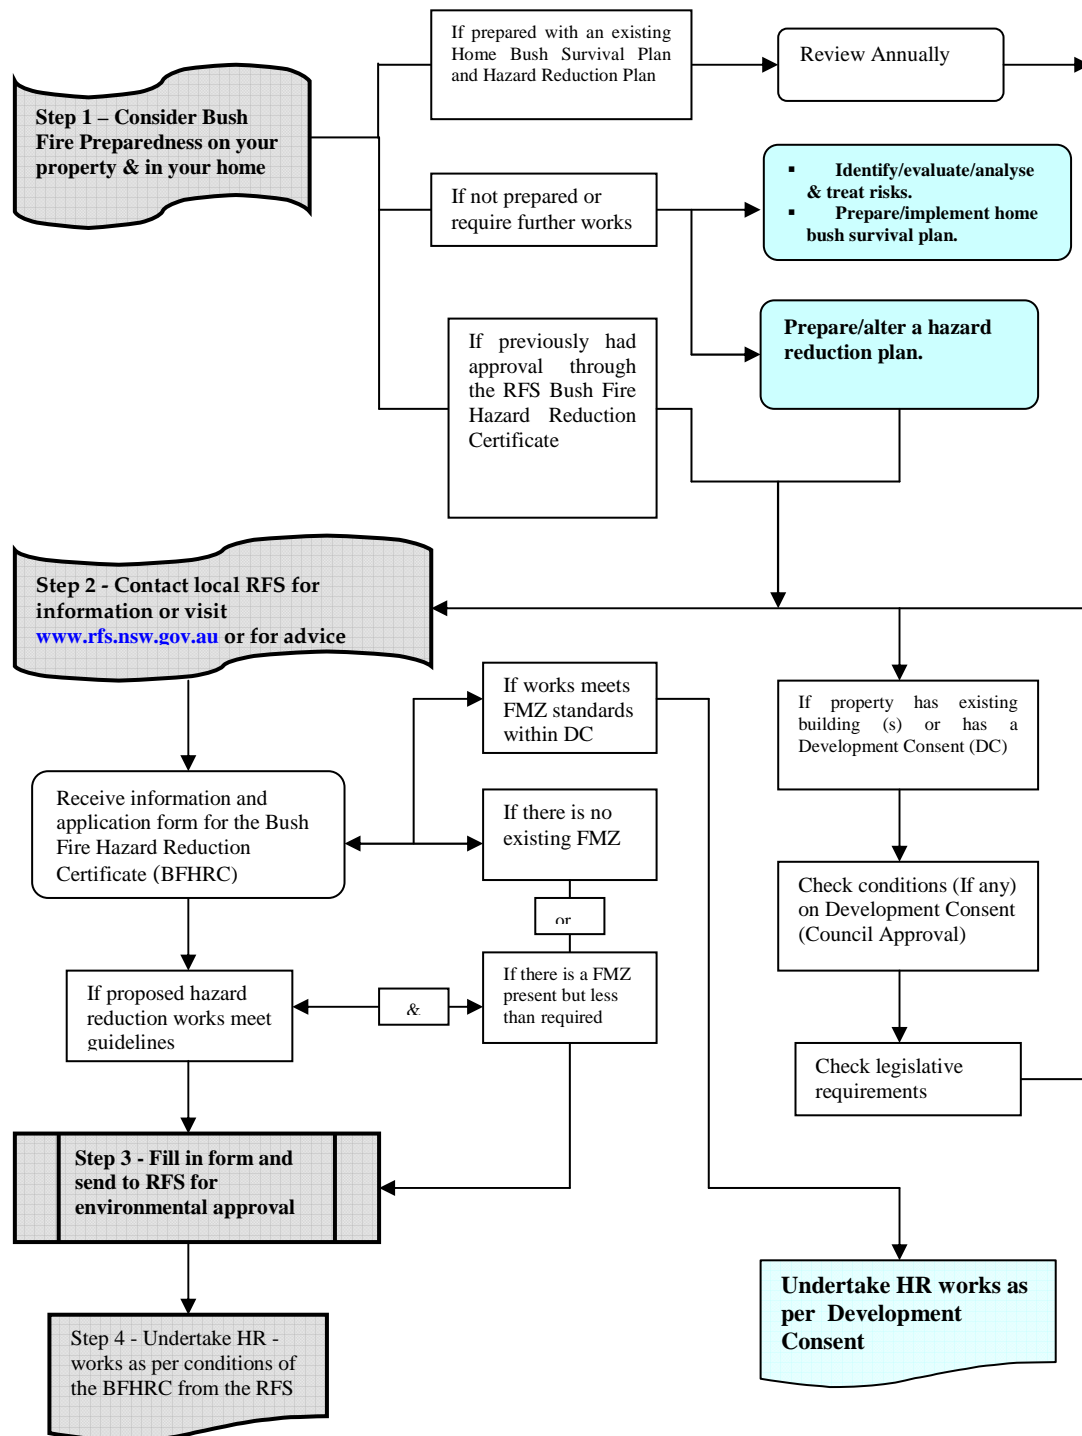 If prepared with an existing
Home Bush Survival Plan
and Hazard Reduction Plan
Review Annually
Step 1 – Consider Bush
Fire Preparedness on your
property & in your home
If not prepared or
require further works
▪ Identify/evaluate/analyse
& treat risks.
▪ Prepare/implement home
bush survival plan.
If previously had
approval through
the RFS Bush Fire
Hazard Reduction
Certificate
Prepare/alter a hazard
reduction plan.
Step 2 - Contact local RFS for
information or visit
www.rfs.nsw.gov.au or for advice
If works meets
FMZ standards
within DC
If property has existing
building (s) or has a
Development Consent (DC)
Receive information and
application form for the Bush
Fire Hazard Reduction
Certificate (BFHRC)
If there is no
existing FMZ
or
Check conditions (If any)
on Development Consent
(Council Approval)
If proposed hazard
reduction works meet
guidelines
&
If there is a FMZ
present but less
than required
Check legislative
requirements
Step 3 - Fill in form and
send to RFS for
environmental approval
Undertake HR works as
per Development
Consent
Step 4 - Undertake HR -
works as per conditions of
the BFHRC from the RFS